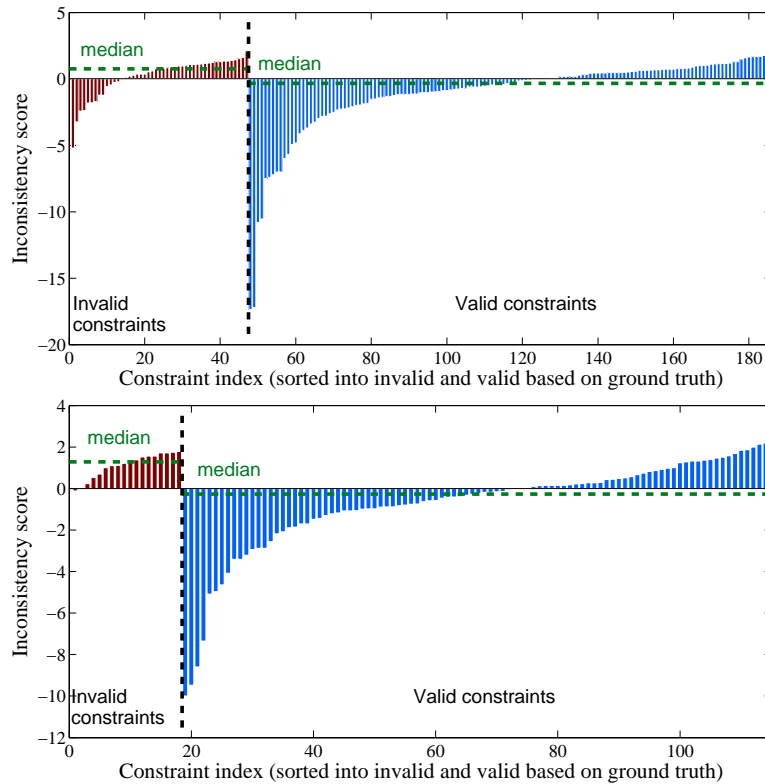 5
0
−5
−10
−15
−20
Inconsistency score
median
median
Invalid
constraints
Valid constraints
0 20 40 60 80 100 120 140 160 180
Constraint index (sorted into invalid and valid based on ground truth)
4
2
0
−2
−4
−6
−8
−10
−12
Inconsistency score
median
median
Invalid
constraints
Valid constraints
0 20 40 60 80 100
Constraint index (sorted into invalid and valid based on ground truth)